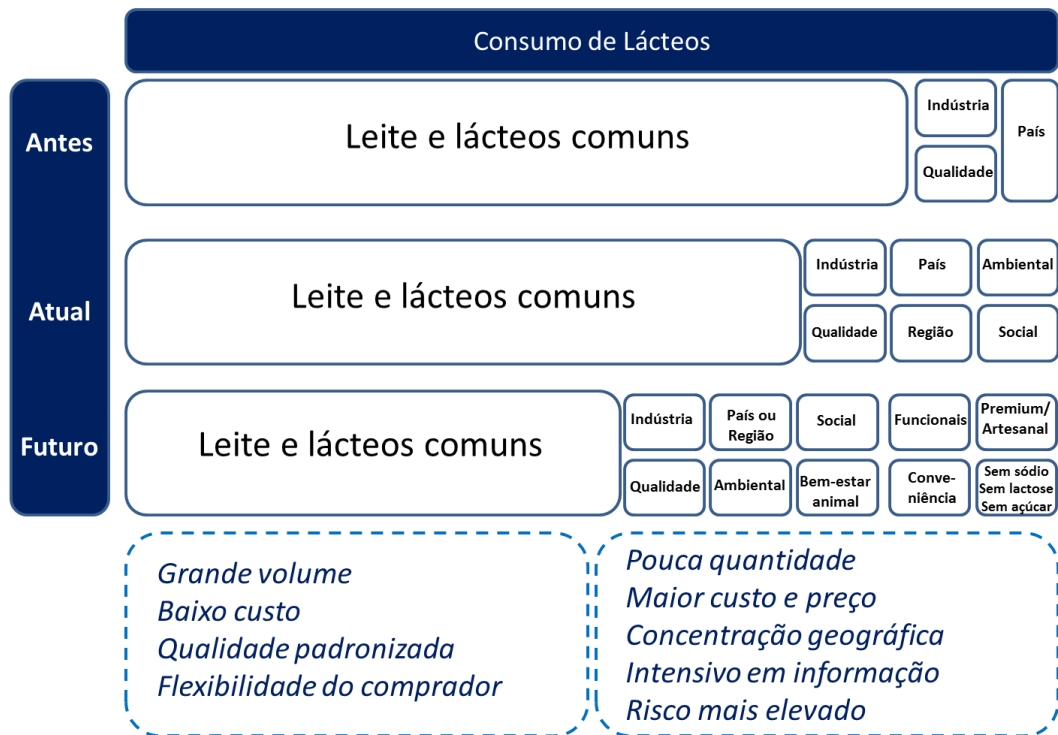 Consumo de Lácteos
Antes
Leite e lácteos comuns
Indústria
Qualidade
País
Atual
Leite e lácteos comuns
Indústria
País
Ambiental
Qualidade
Região
Social
Futuro
Leite e lácteos comuns
Indústria
País ou
Região
Social
Funcionais
Premium/
Artesanal
Qualidade
Ambiental
Bem-estar
animal
Conve-
niência
Sem sódio
Sem lactose
Sem açúcar
Grande volume
Baixo custo
Qualidade padronizada
Flexibilidade do comprador
Pouca quantidade
Maior custo e preço
Concentração geográfica
Intensivo em informação
Risco mais elevado